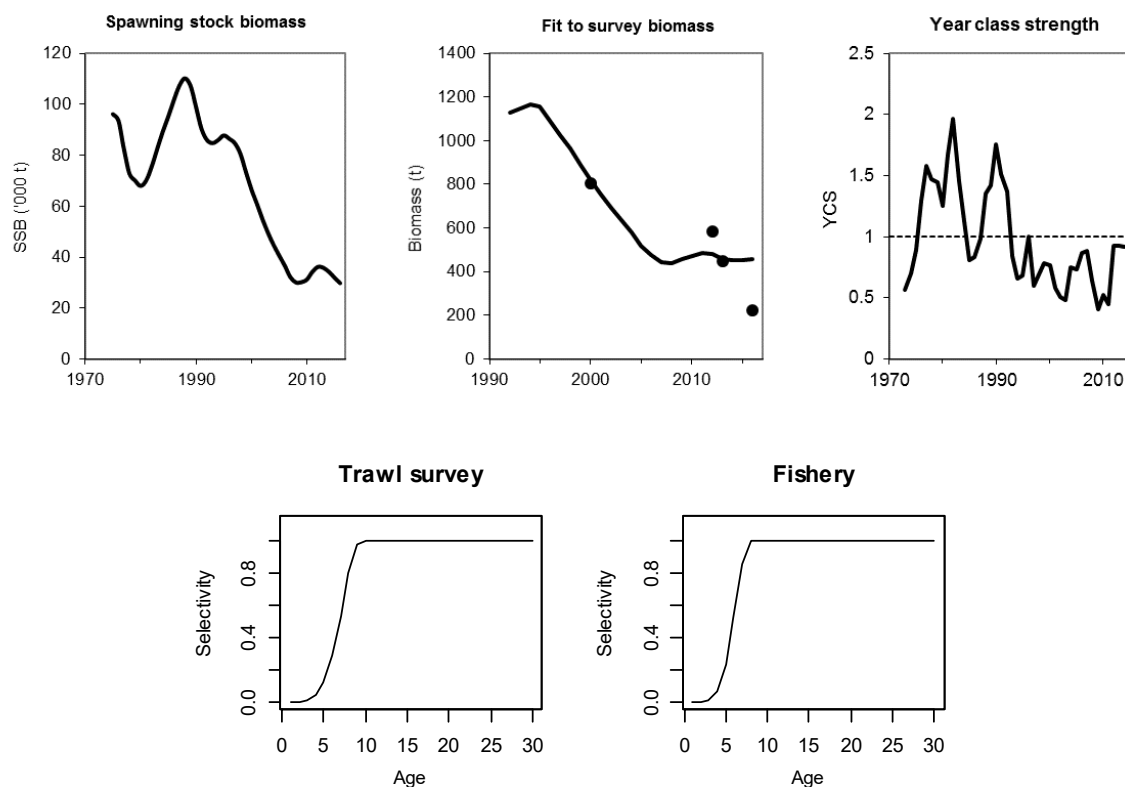 Spawning stock biomass
SSB ('000 t)
120
100
80
60
40
20
0
1970
1990
2010
Fit to survey biomass
Biomass (t)
1400
1200
1000
800
600
400
200
0
1990
2000
2010
Year class strength
YCS
2.5
2
1.5
1
0.5
0
1970
1990
2010
Trawl survey
Selectivity
0.8
0.4
0.0
0 5 10 15 20 25 30
Age
Fishery
Selectivity
0.8
0.4
0.0
0 5 10 15 20 25 30
Age